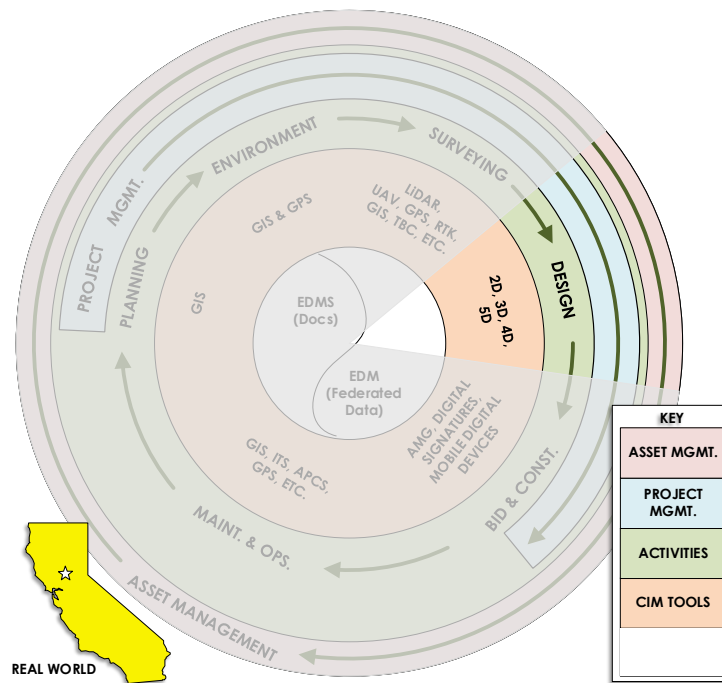 ENVIRONMENT
SURVEYING
PROJECT MGMT.
PLANNING
GIS & GPS
LiDAR,
UAV, GPS, RTK,
GIS, TBC, ETC.
GIS
EDMS
(Docs)
2D, 3D, 4D,
5D
DESIGN
EDM
(Federated
Data)
AMG, DIGITAL
SIGNATURES,
MOBILE DIGITAL
DEVICES
GIS, ITS, APCS,
GPS, ETC.
BID & CONST.
MAINT. & OPS.
ASSET MANAGEMENT
REAL WORLD
KEY
ASSET MGMT.
PROJECT
MGMT.
ACTIVITIES
CIM TOOLS